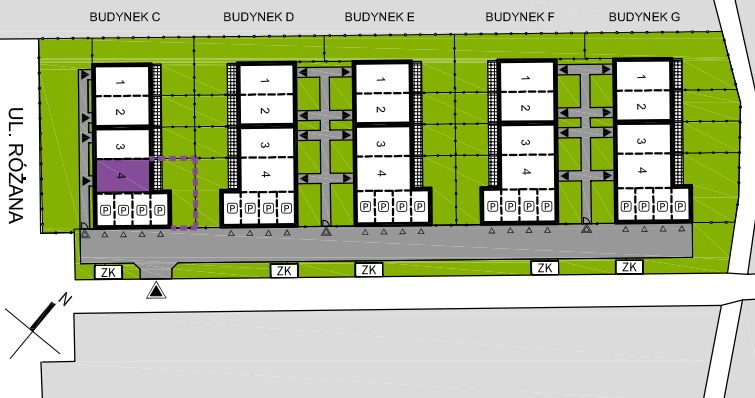 BUDYNEK C BUDYNEK D BUDYNEK E BUDYNEK F BUDYNEK G
UL. RÓŻANA
1 1 1 1 1
2 2 2 2 2
3 3 3 3 3
4 4 4 4 4
P P P P P P P P P P P P P P P P P P P P
ZK ZK ZK ZK ZK
N